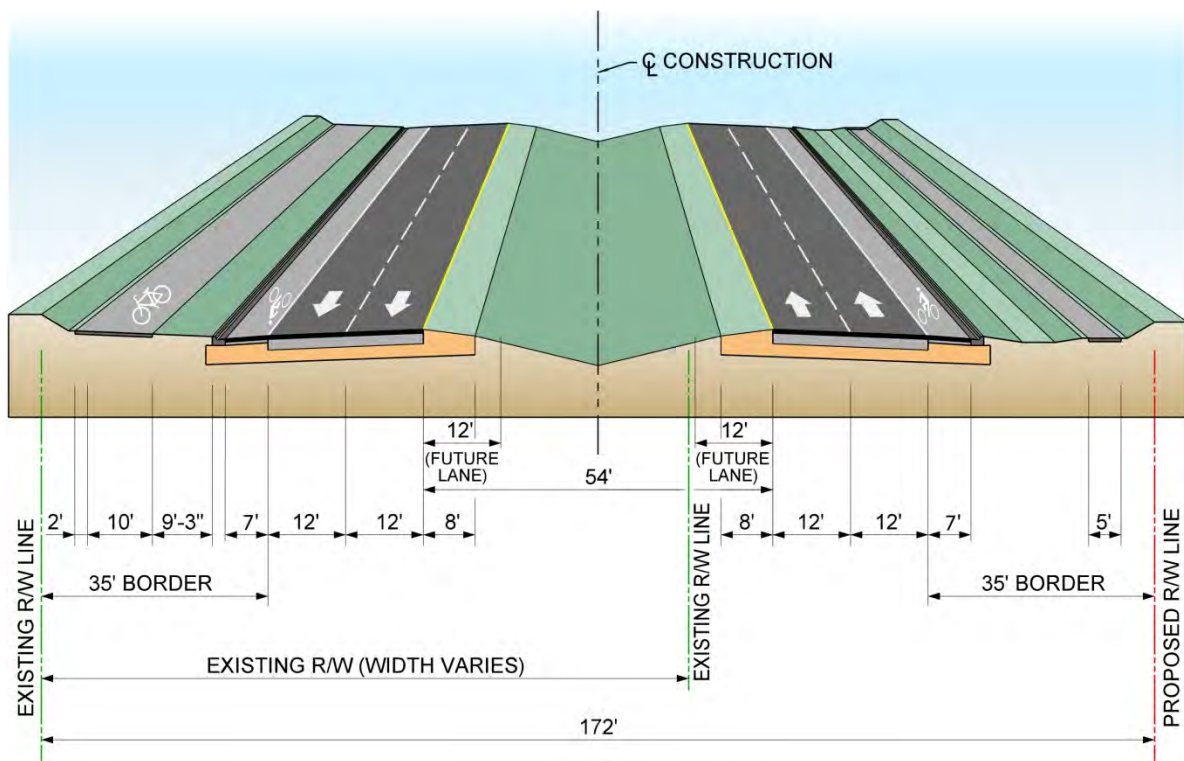 ℄ CONSTRUCTION
12'
(FUTURE
LANE)
12'
(FUTURE
LANE)
54'
2'
10'
9'-3"
7'
12'
12'
8'
8'
12'
12'
7'
5'
35' BORDER
35' BORDER
EXISTING R/W LINE
EXISTING R/W (WIDTH VARIES)
EXISTING R/W LINE
PROPOSED R/W LINE
172'